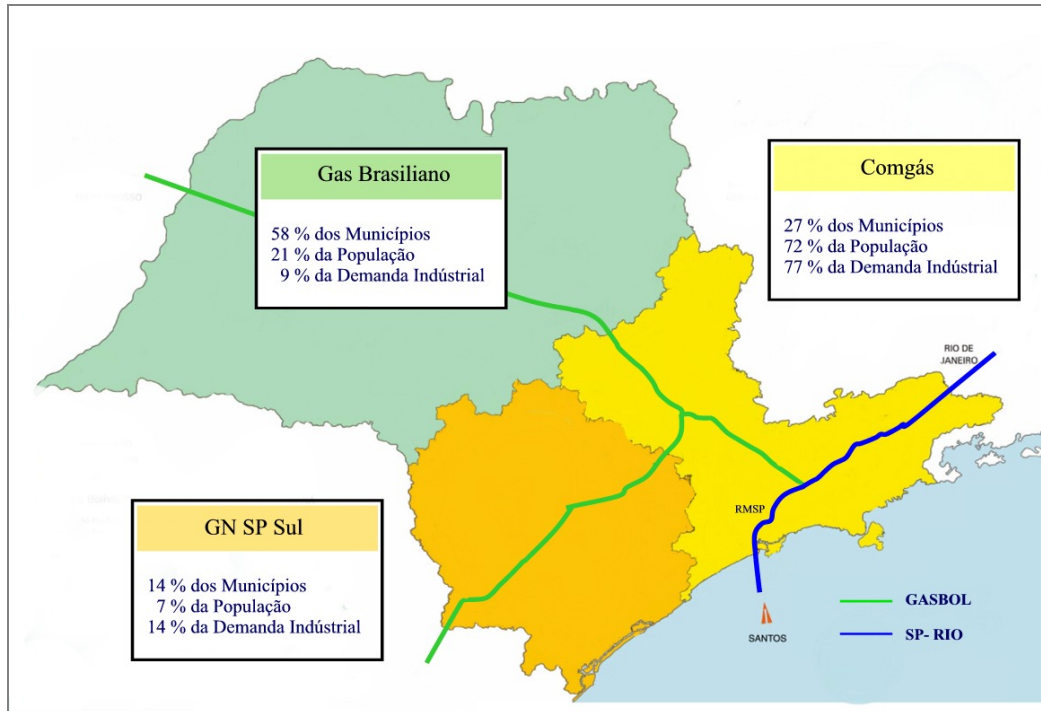 Gas Brasiliano
58 % dos Municípios
21 % da População
9 % da Demanda Indústrial
Comgás
27 % dos Municípios
72 % da População
77 % da Demanda Indústrial
RIO DE
JANEIRO
RMSP
GN SP Sul
14 % dos Municípios
7 % da População
14 % da Demanda Indústrial
GASBOL
SP- RIO
SANTOS